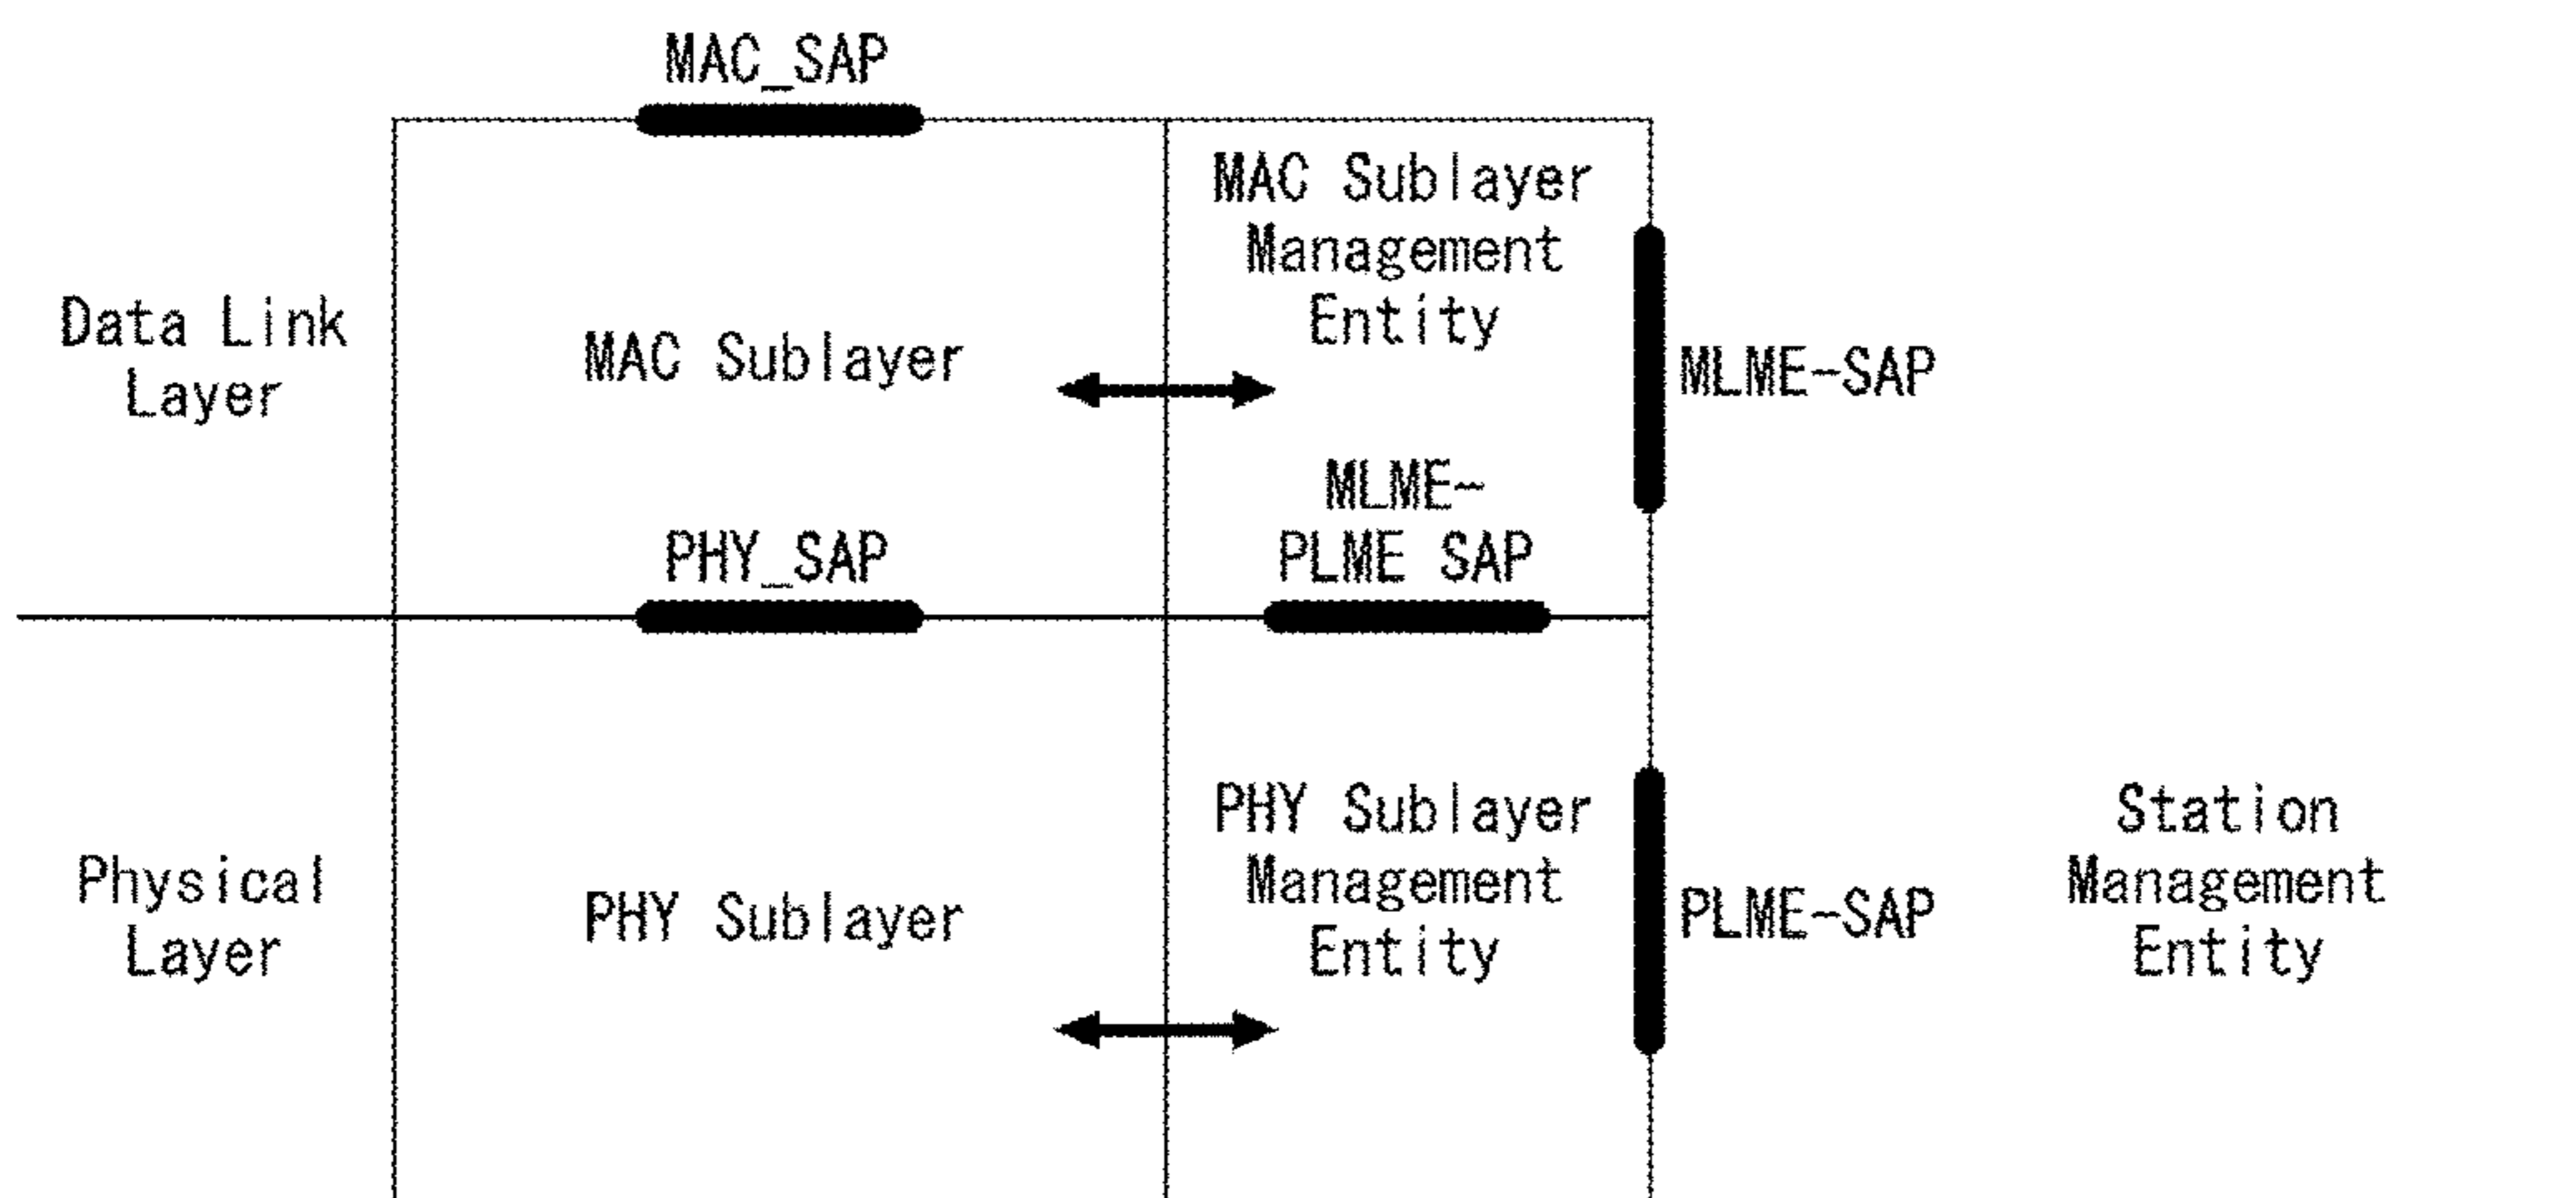 MAC_SAP
MAC Sublayer
Management
Entity
Data Link
Layer
MAC Sublayer
MLME-SAP
MLME-
PLME SAP
PHY_SAP
PHY Sublayer
Management
Entity
Physical
Layer
PHY Sublayer
PLME-SAP
Station
Management
Entity